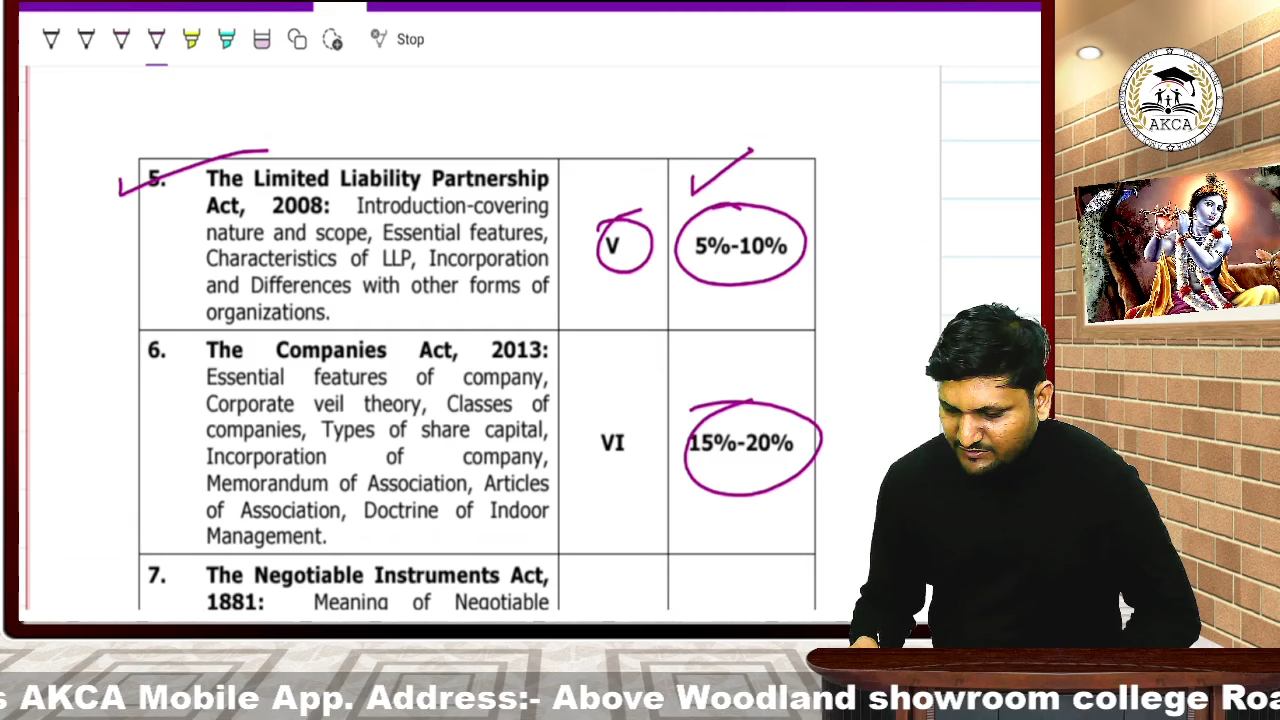 Stop
AKCA
5. The Limited Liability Partnership
Act, 2008: Introduction-covering
nature and scope, Essential features,
Characteristics of LLP, Incorporation
and Differences with other forms of
organizations.
V
5%-10%
6. The Companies Act, 2013:
Essential features of company,
Corporate veil theory, Classes of
companies, Types of share capital,
Incorporation of company,
Memorandum of Association, Articles
of Association, Doctrine of Indoor
Management.
VI
15%-20%
7. The Negotiable Instruments Act,
1881: Meaning of Negotiable
s AKCA Mobile App. Address:- Above Woodland showroom college Roa